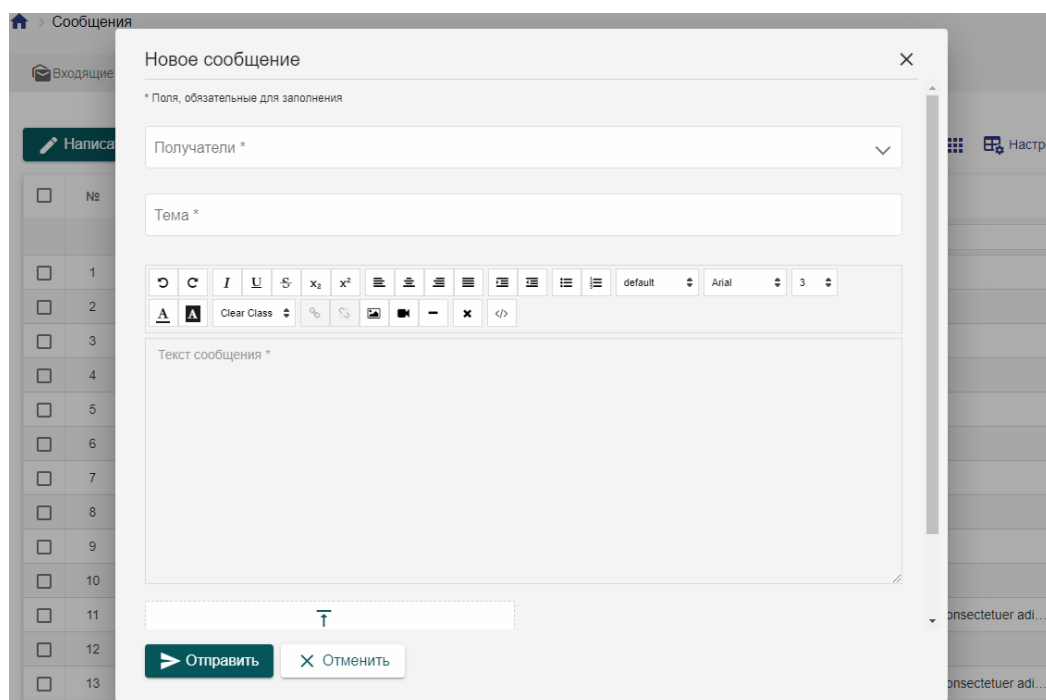 Сообщения
Новое сообщение
* Поля, обязательные для заполнения
Входящие
Получатели *
Написа
Настр
№
Тема *
1
I U S x₂ x² default Arial 3
2
A A Clear Class </>
3
Текст сообщения *
4
5
6
7
8
9
10
11
onsectetuer adi...
12
Отправить
Отменить
13
onsectetuer adi...